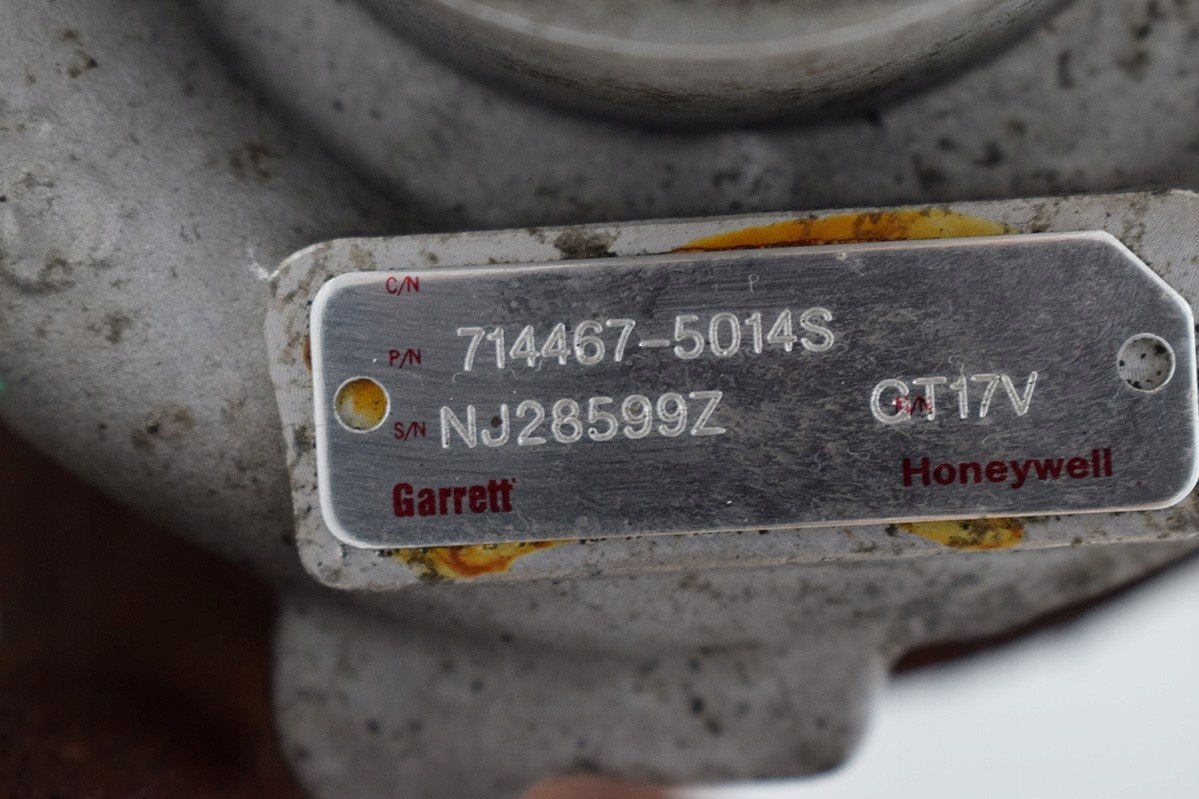 C/N
P/N 714467-5014S
S/N NJ28599Z GT17V
Garrett Honeywell